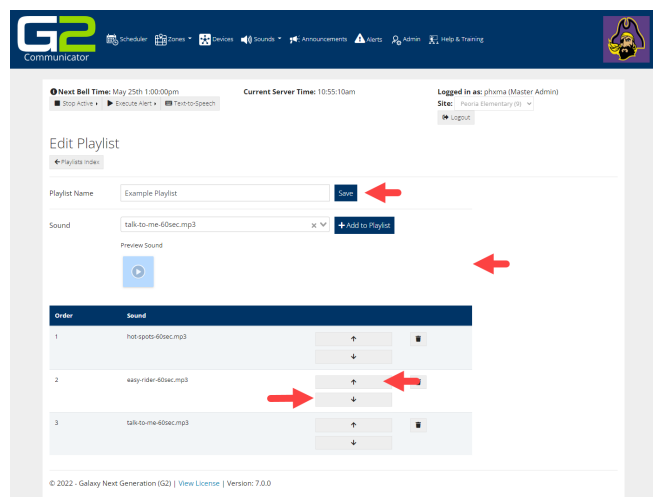 G2
Communicator
Scheduler Zones Devices Sounds Announcements Alerts Admin Help & Training
Next Bell Time: May 25th 1:00:00pm Current Server Time: 10:55:10am Logged in as: phxma (Master Admin)
Stop Active Execute Alert Text-to-Speech Site: Peoria Elementary (9)
Logout
Edit Playlist
Playlists Index
Playlist Name Example Playlist Save
Sound talk-to-me-60sec.mp3 Add to Playlist
Preview Sound
Order Sound
1 hot-spots-60sec.mp3
2 easy-rider-60sec.mp3
3 talk-to-me-60sec.mp3
© 2022 - Galaxy Next Generation (G2) | View License | Version: 7.0.0